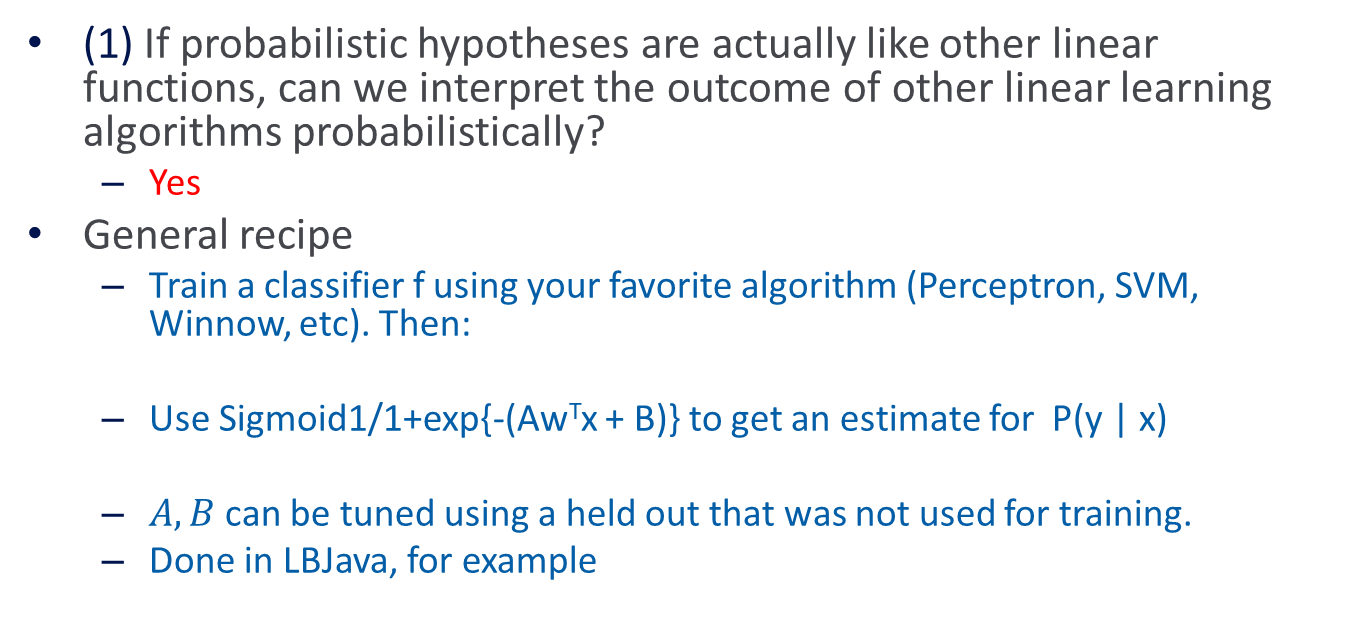 • (1) If probabilistic hypotheses are actually like other linear
functions, can we interpret the outcome of other linear learning
algorithms probabilistically?
– Yes
• General recipe
– Train a classifier f using your favorite algorithm (Perceptron, SVM,
Winnow, etc). Then:
– Use Sigmoid1/1+exp{-(Awᵀx + B)} to get an estimate for P(y | x)
– A, B can be tuned using a held out that was not used for training.
– Done in LBJava, for example